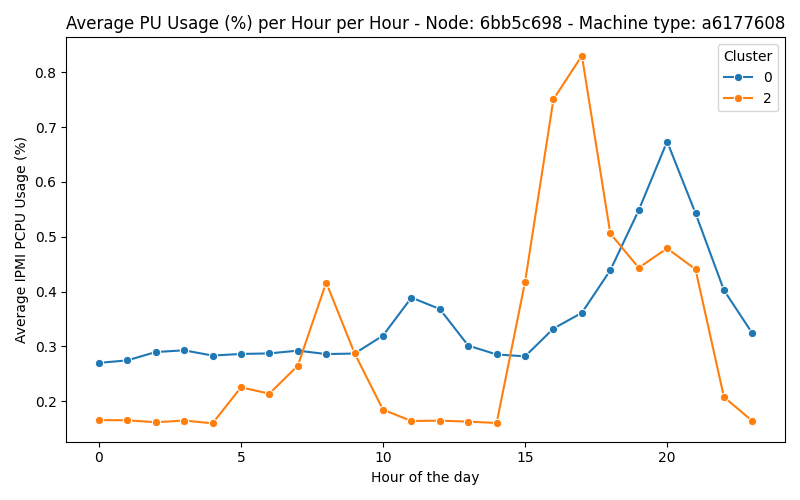 Average PU Usage (%) per Hour per Hour - Node: 6bb5c698 - Machine type: a6177608
Cluster
0
2
Average IPMI PCPU Usage (%)
0.8
0.7
0.6
0.5
0.4
0.3
0.2
0 5 10 15 20
Hour of the day